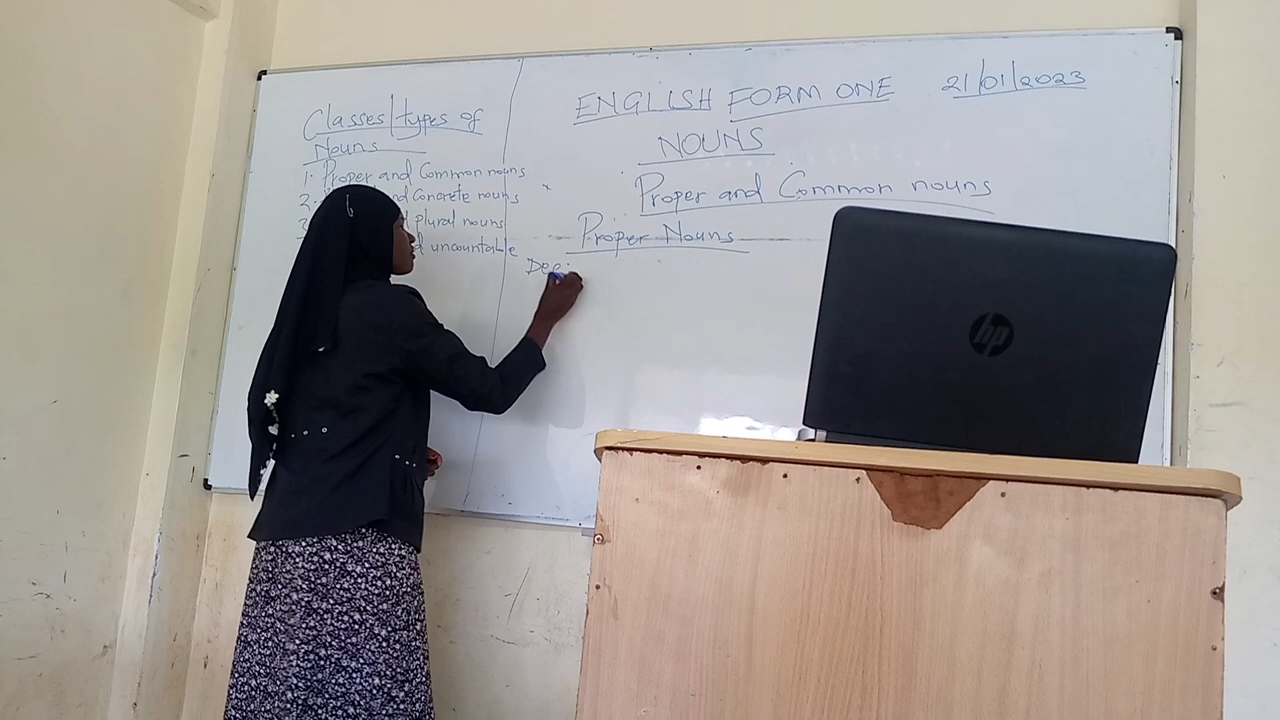 Classes/types of
Nouns
1. Proper and Common nouns
2. and Concrete nouns
plural nouns
uncountable
ENGLISH FORM ONE 21/01/2023
NOUNS
Proper and Common nouns
Proper Nouns
hp